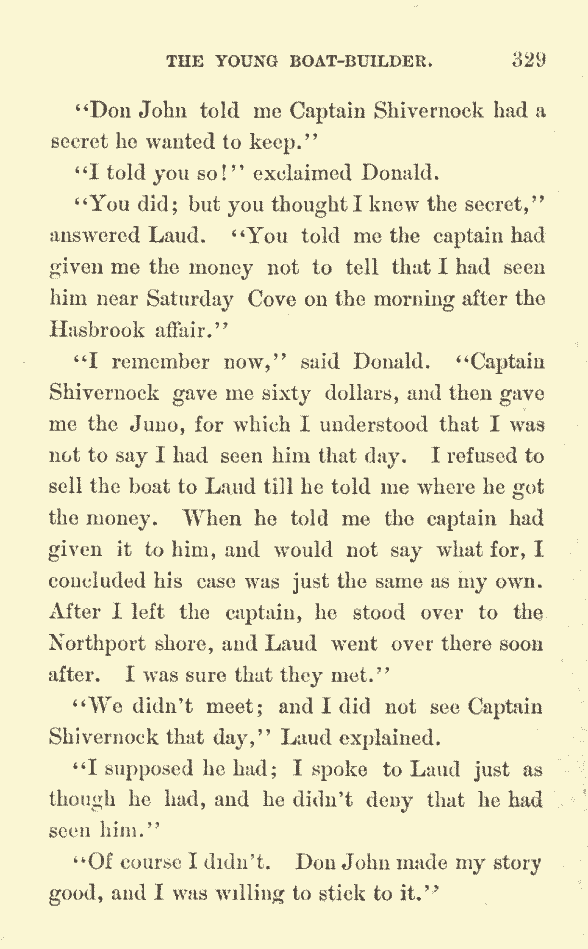 THE YOUNG BOAT-BUILDER. 329
"Don John told me Captain Shivernock had a
secret he wanted to keep."
"I told you so!" exclaimed Donald.
"You did; but you thought I knew the secret,"
answered Laud. "You told me the captain had
given me the money not to tell that I had seen
him near Saturday Cove on the morning after the
Hasbrook affair."
"I remember now," said Donald. "Captain
Shivernock gave me sixty dollars, and then gave
me the Juno, for which I understood that I was
not to say I had seen him that day. I refused to
sell the boat to Laud till he told me where he got
the money. When he told me the captain had
given it to him, and would not say what for, I
concluded his case was just the same as my own.
After I left the captain, he stood over to the
Northport shore, and Laud went over there soon
after. I was sure that they met."
"We didn't meet; and I did not see Captain
Shivernock that day," Laud explained.
"I supposed he had; I spoke to Laud just as
though he had, and he didn't deny that he had
seen him."
"Of course I didn't. Don John made my story
good, and I was willing to stick to it."